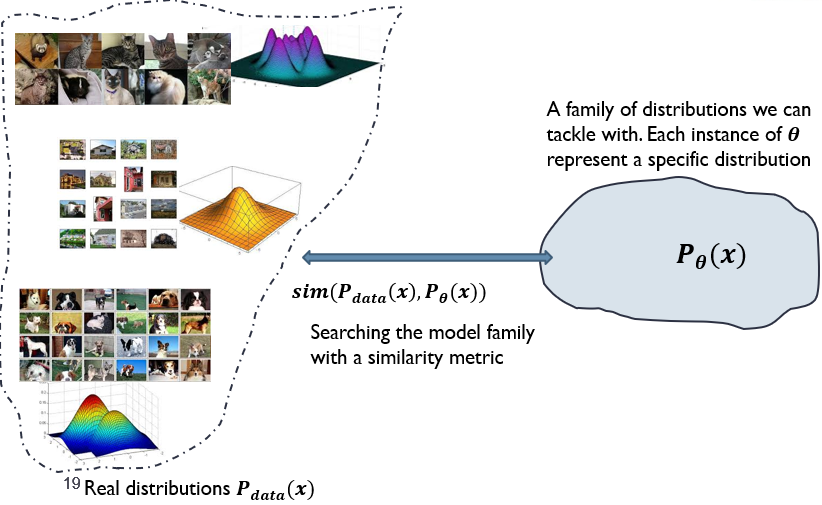 A family of distributions we can
tackle with. Each instance of θ
represent a specific distribution
P_θ(x)
sim(P_data(x), P_θ(x))
Searching the model family
with a similarity metric
19 Real distributions P_data(x)